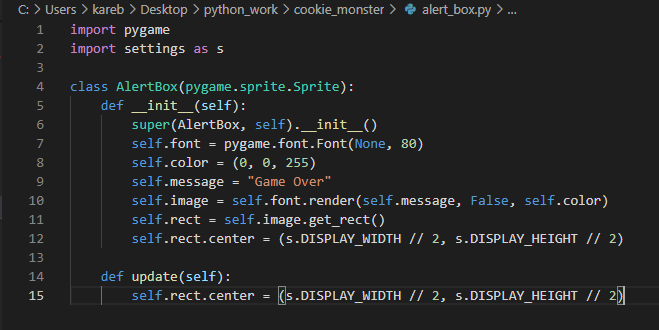 C: > Users > kareb > Desktop > python_work > cookie_monster > alert_box.py > ...
1 import pygame
2 import settings as s
3
4 class AlertBox(pygame.sprite.Sprite):
5     def __init__(self):
6         super(AlertBox, self).__init__()
7         self.font = pygame.font.Font(None, 80)
8         self.color = (0, 0, 255)
9         self.message = "Game Over"
10         self.image = self.font.render(self.message, False, self.color)
11         self.rect = self.image.get_rect()
12         self.rect.center = (s.DISPLAY_WIDTH // 2, s.DISPLAY_HEIGHT // 2)
13
14     def update(self):
15         self.rect.center = (s.DISPLAY_WIDTH // 2, s.DISPLAY_HEIGHT // 2)